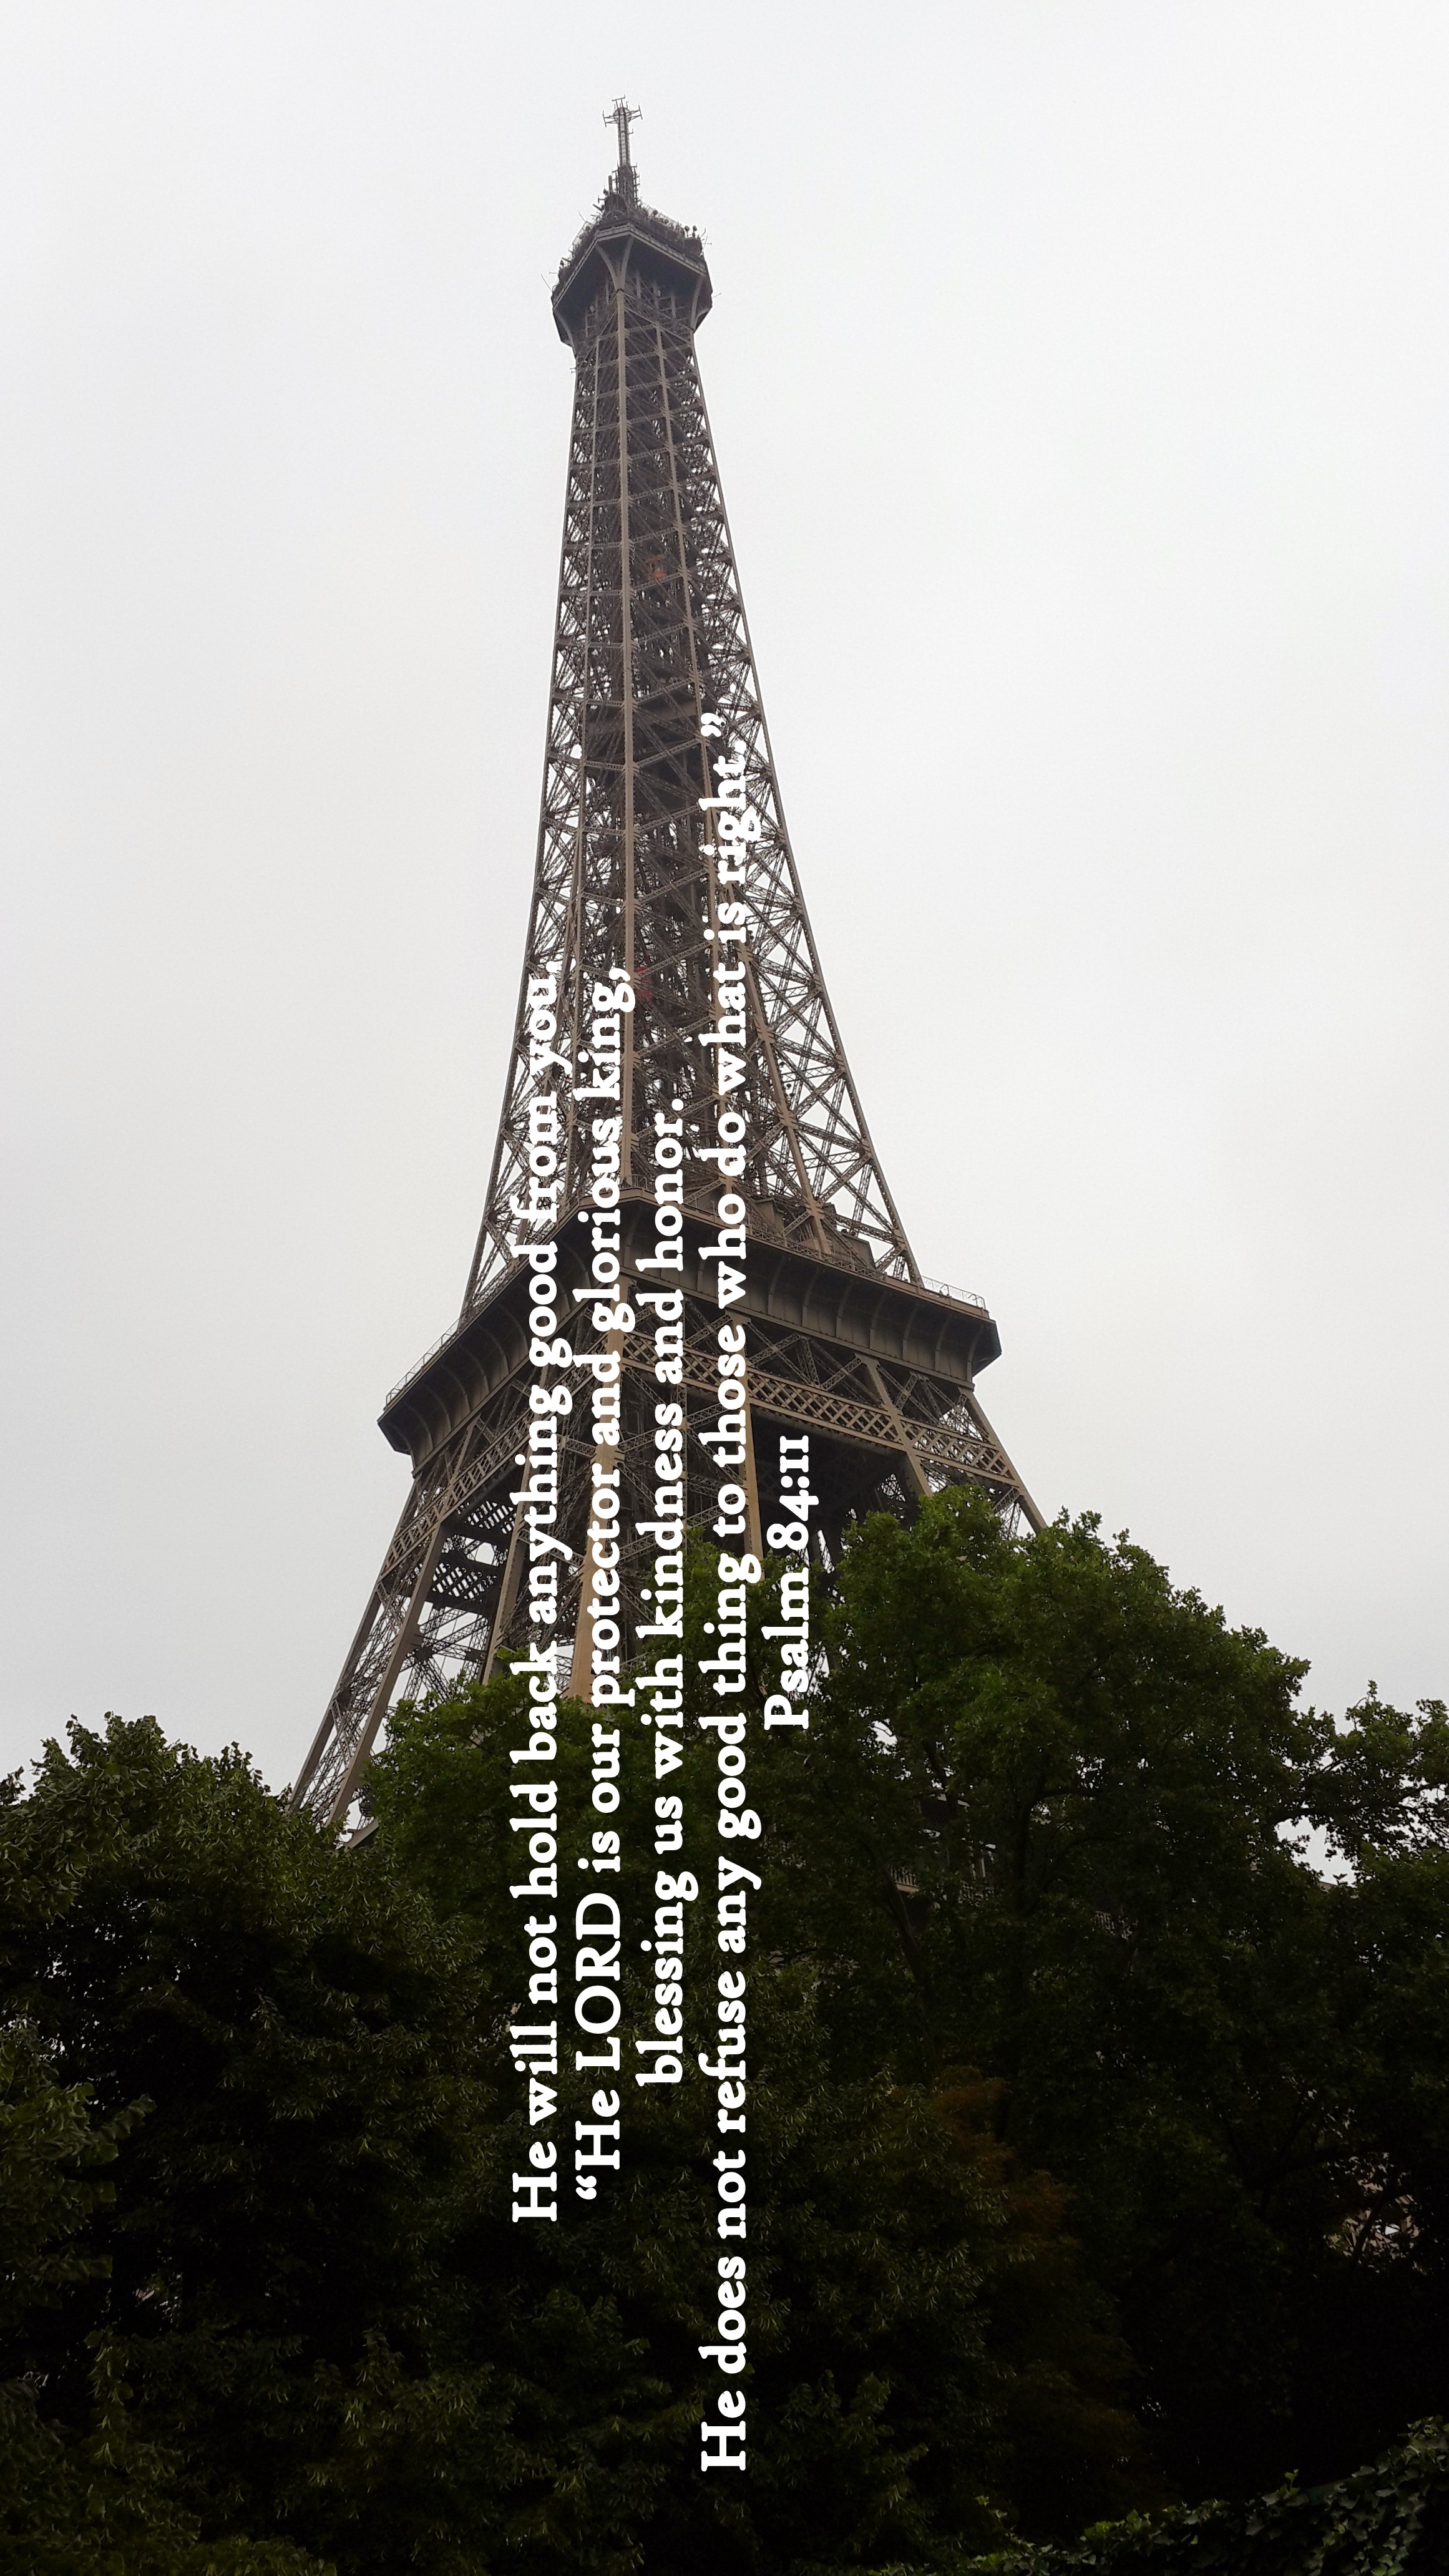 He will not hold back anything good from you.
“He LORD is our protector and glorious king,
blessing us with kindness and honor.
He does not refuse any good thing to those who do what is right.”
Psalm 84:11